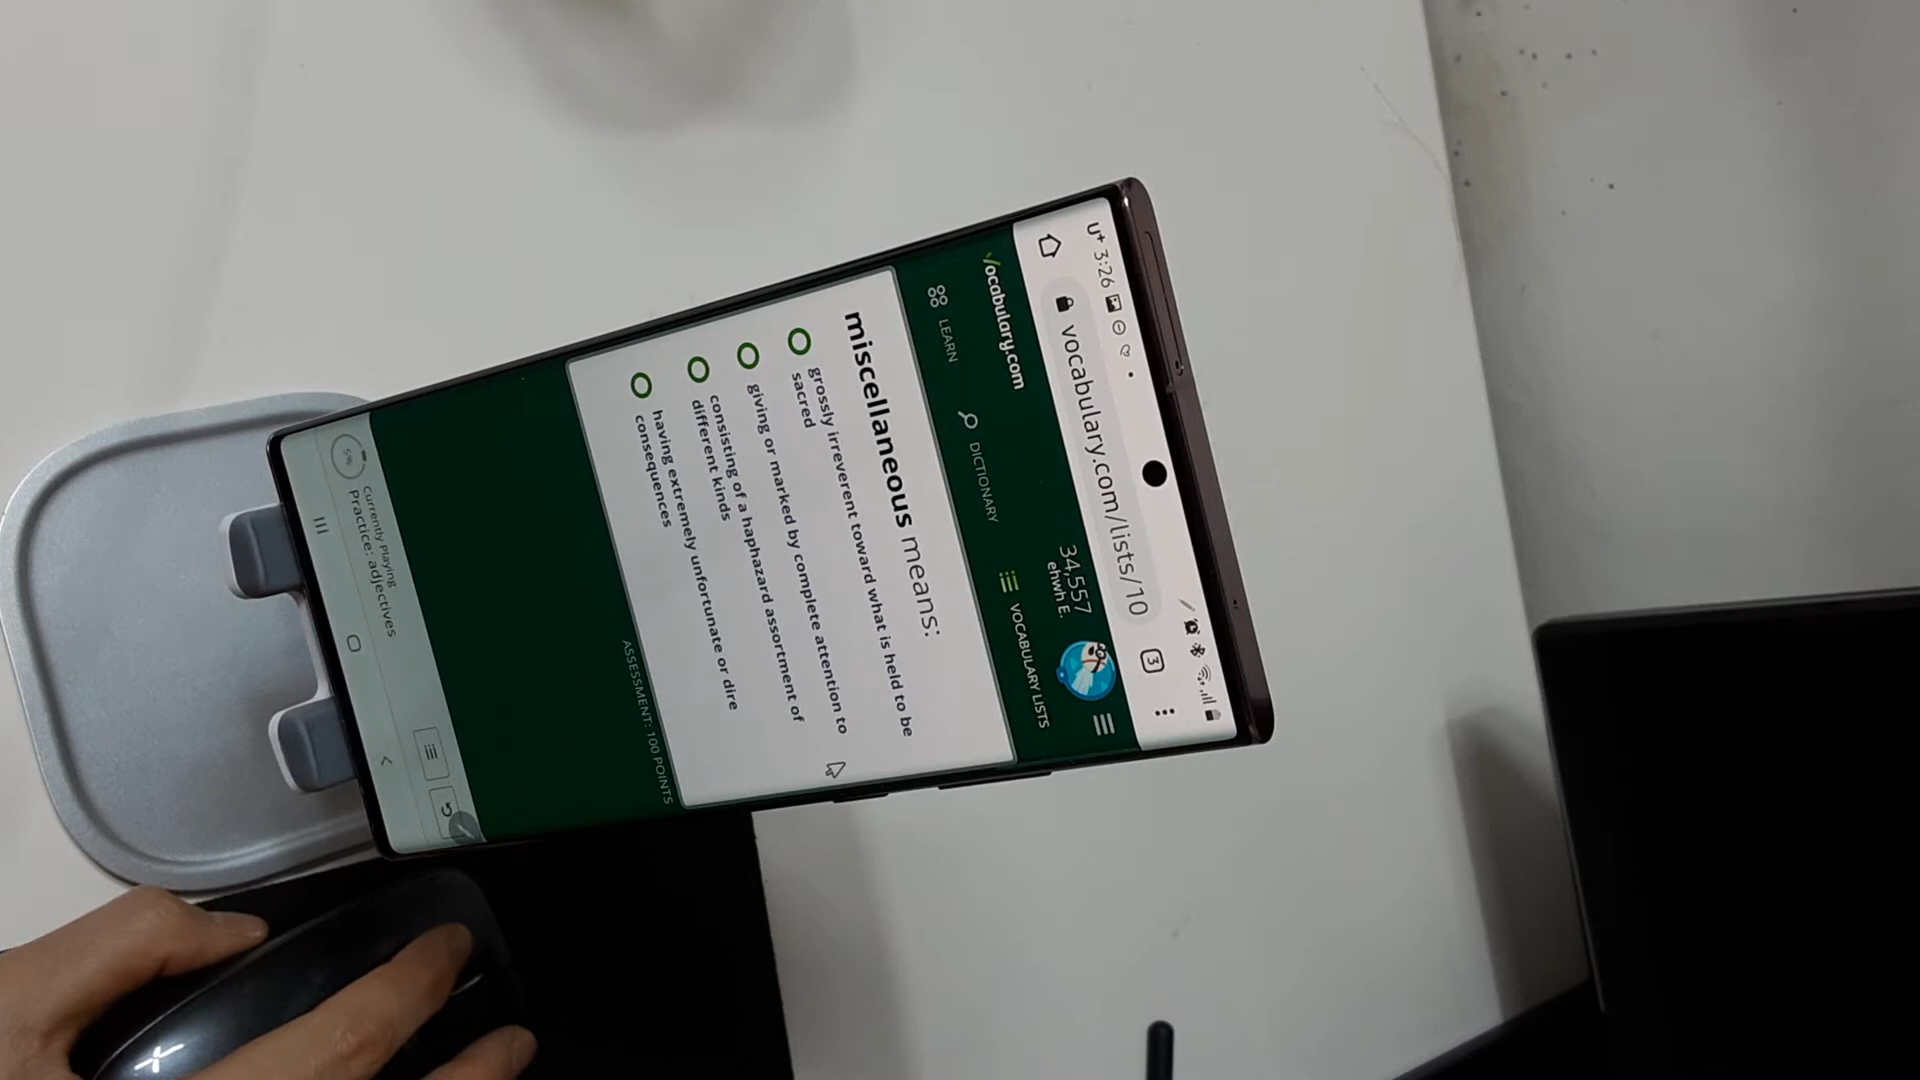 U+ 3:26
vocabulary.com/lists/10
3
Vocabulary.com
34,557
ehwh E.
LEARN
DICTIONARY
VOCABULARY LISTS
miscellaneous means:
grossly irreverent toward what is held to be
sacred
giving or marked by complete attention to
consisting of a haphazard assortment of
different kinds
having extremely unfortunate or dire
consequences
ASSESSMENT: 100 POINTS
5%
Currently Playing
Practice: adjectives